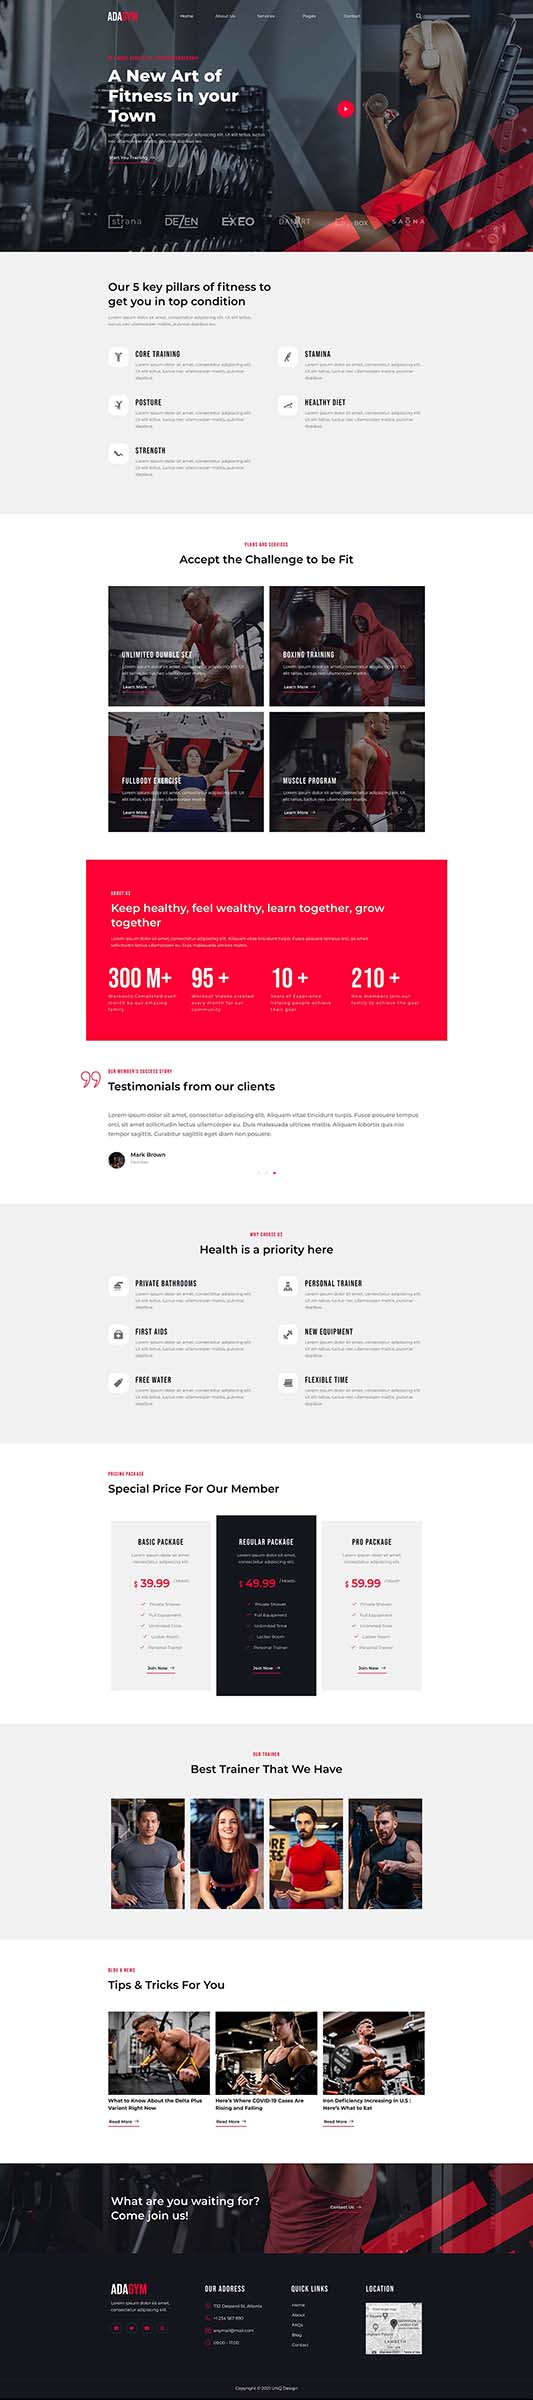 ADAGYM
Home About Us Services Pages Contact
A New Art of
Fitness in your
Town
Lorem ipsum dolor sit amet, consectetur adipiscing elit. Ut elit tellus,
luctus nec ullamcorper mattis, pulvinar dapibus leo.
Start You Training
strana DE/EN EXEO BOX SAUNA
Our 5 key pillars of fitness to
get you in top condition
Lorem ipsum dolor sit amet, consectetur adipiscing elit. Ut elit tellus,
luctus nec ullamcorper mattis, pulvinar dapibus leo.
CORE TRAINING
Lorem ipsum dolor sit amet, consectetur adipiscing elit.
Ut elit tellus, luctus nec ullamcorper mattis, pulvinar
dapibus.
STAMINA
Lorem ipsum dolor sit amet, consectetur adipiscing elit.
Ut elit tellus, luctus nec ullamcorper mattis, pulvinar
dapibus.
POSTURE
Lorem ipsum dolor sit amet, consectetur adipiscing elit.
Ut elit tellus, luctus nec ullamcorper mattis, pulvinar
dapibus.
HEALTHY DIET
Lorem ipsum dolor sit amet, consectetur adipiscing elit.
Ut elit tellus, luctus nec ullamcorper mattis, pulvinar
dapibus.
STRENGTH
Lorem ipsum dolor sit amet, consectetur adipiscing elit.
Ut elit tellus, luctus nec ullamcorper mattis, pulvinar
dapibus.
PLANS AND SERVICES
Accept the Challenge to be Fit
UNLIMITED DUMBLE SET
Lorem ipsum dolor sit amet, consectetur adipiscing elit. Ut
elit tellus, luctus nec ullamcorper mattis.
Learn More
BOXING TRAINING
Lorem ipsum dolor sit amet, consectetur adipiscing elit. Ut
elit tellus, luctus nec ullamcorper mattis.
Learn More
FULLBODY EXERCISE
Lorem ipsum dolor sit amet, consectetur adipiscing elit. Ut
elit tellus, luctus nec ullamcorper mattis.
Learn More
MUSCLE PROGRAM
Lorem ipsum dolor sit amet, consectetur adipiscing elit. Ut
elit tellus, luctus nec ullamcorper mattis.
Learn More
ABOUT US
Keep healthy, feel wealthy, learn together, grow
together
Lorem ipsum dolor sit amet, consectetur adipiscing elit. Aliquam vitae tincidunt turpis. Fusce posuere tempus orci, sit amet
sollicitudin lectus ullamcorper eu. Duis malesuada ultrices mattis.
300 M+
Workouts Completed each
month by our amazing
family
95 +
Workout Videos created
every month for our
community
10 +
Years of Experience
helping people achieve
their goal
210 +
New members join our
family to achieve the goal
OUR MEMBER'S SUCCESS STORY
Testimonials from our clients
Lorem ipsum dolor sit amet, consectetur adipiscing elit. Aliquam vitae tincidunt turpis. Fusce posuere tempus
orci, sit amet sollicitudin lectus ullamcorper eu. Duis malesuada ultrices mattis. Aliquam lobortis quis nisi
tempor sagittis. Curabitur sagittis eget diam non posuere.
Mark Brown
WHY CHOOSE US
Health is a priority here
PRIVATE BATHROOMS
Lorem ipsum dolor sit amet, consectetur adipiscing elit.
Ut elit tellus, luctus nec ullamcorper mattis, pulvinar
dapibus.
PERSONAL TRAINER
Lorem ipsum dolor sit amet, consectetur adipiscing elit.
Ut elit tellus, luctus nec ullamcorper mattis, pulvinar
dapibus.
FIRST AIDS
Lorem ipsum dolor sit amet, consectetur adipiscing elit.
Ut elit tellus, luctus nec ullamcorper mattis, pulvinar
dapibus.
NEW EQUIPMENT
Lorem ipsum dolor sit amet, consectetur adipiscing elit.
Ut elit tellus, luctus nec ullamcorper mattis, pulvinar
dapibus.
FREE WATER
Lorem ipsum dolor sit amet, consectetur adipiscing elit.
Ut elit tellus, luctus nec ullamcorper mattis, pulvinar
dapibus.
FLEXIBLE TIME
Lorem ipsum dolor sit amet, consectetur adipiscing elit.
Ut elit tellus, luctus nec ullamcorper mattis, pulvinar
dapibus.
PRICING PACKAGE
Special Price For Our Member
BASIC PACKAGE
Lorem ipsum dolor sit amet,
consectetur adipiscing elit.
$ 39.99 / Month
Private Shower
Full Equipment
Unlimited Time
Locker Room
Personal Trainer
Join Now
REGULAR PACKAGE
Lorem ipsum dolor sit amet,
consectetur adipiscing elit.
$ 49.99 / Month
Private Shower
Full Equipment
Unlimited Time
Locker Room
Personal Trainer
Join Now
PRO PACKAGE
Lorem ipsum dolor sit amet,
consectetur adipiscing elit.
$ 59.99 / Month
Private Shower
Full Equipment
Unlimited Time
Locker Room
Personal Trainer
Join Now
OUR TRAINER
Best Trainer That We Have
BLOG & NEWS
Tips & Tricks For You
What to Know About the Delta Plus
Variant Right Now
Read More
Here's Where COVID-19 Cases Are
Rising and Falling
Read More
Iron Deficiency Increasing in U.S :
Here's What to Eat
Read More
What are you waiting for?
Come join us!
Contact Us
ADAGYM
Lorem ipsum dolor sit amet,
consectetur adipiscing elit.
OUR ADDRESS
1152 Despard St, Atlanta
+1 234 567 890
anymail@mail.com
09:00 - 17:00
QUICK LINKS
Home
About
FAQs
Blog
Contact
LOCATION
LAMBETH
Copyright © 2021 UNQ Design